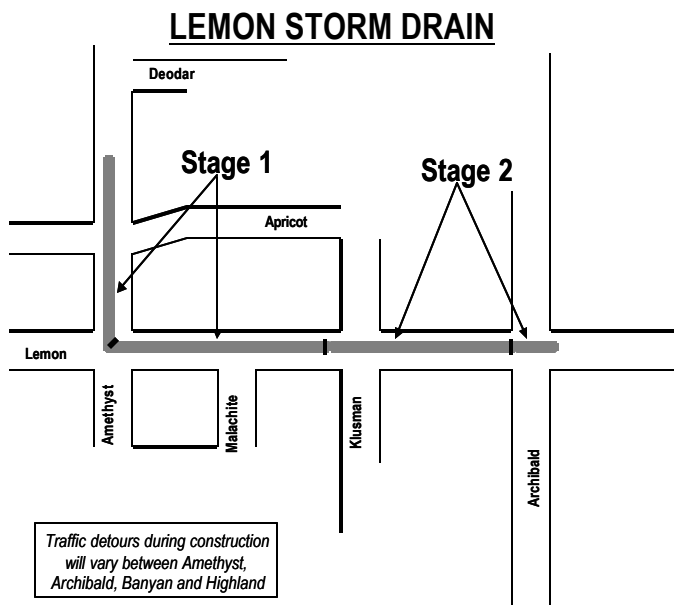 LEMON STORM DRAIN
Deodar
Stage 1
Stage 2
Apricot
Lemon
Amethyst
Malachite
Klusman
Archibald
Traffic detours during construction
will vary between Amethyst,
Archibald, Banyan and Highland